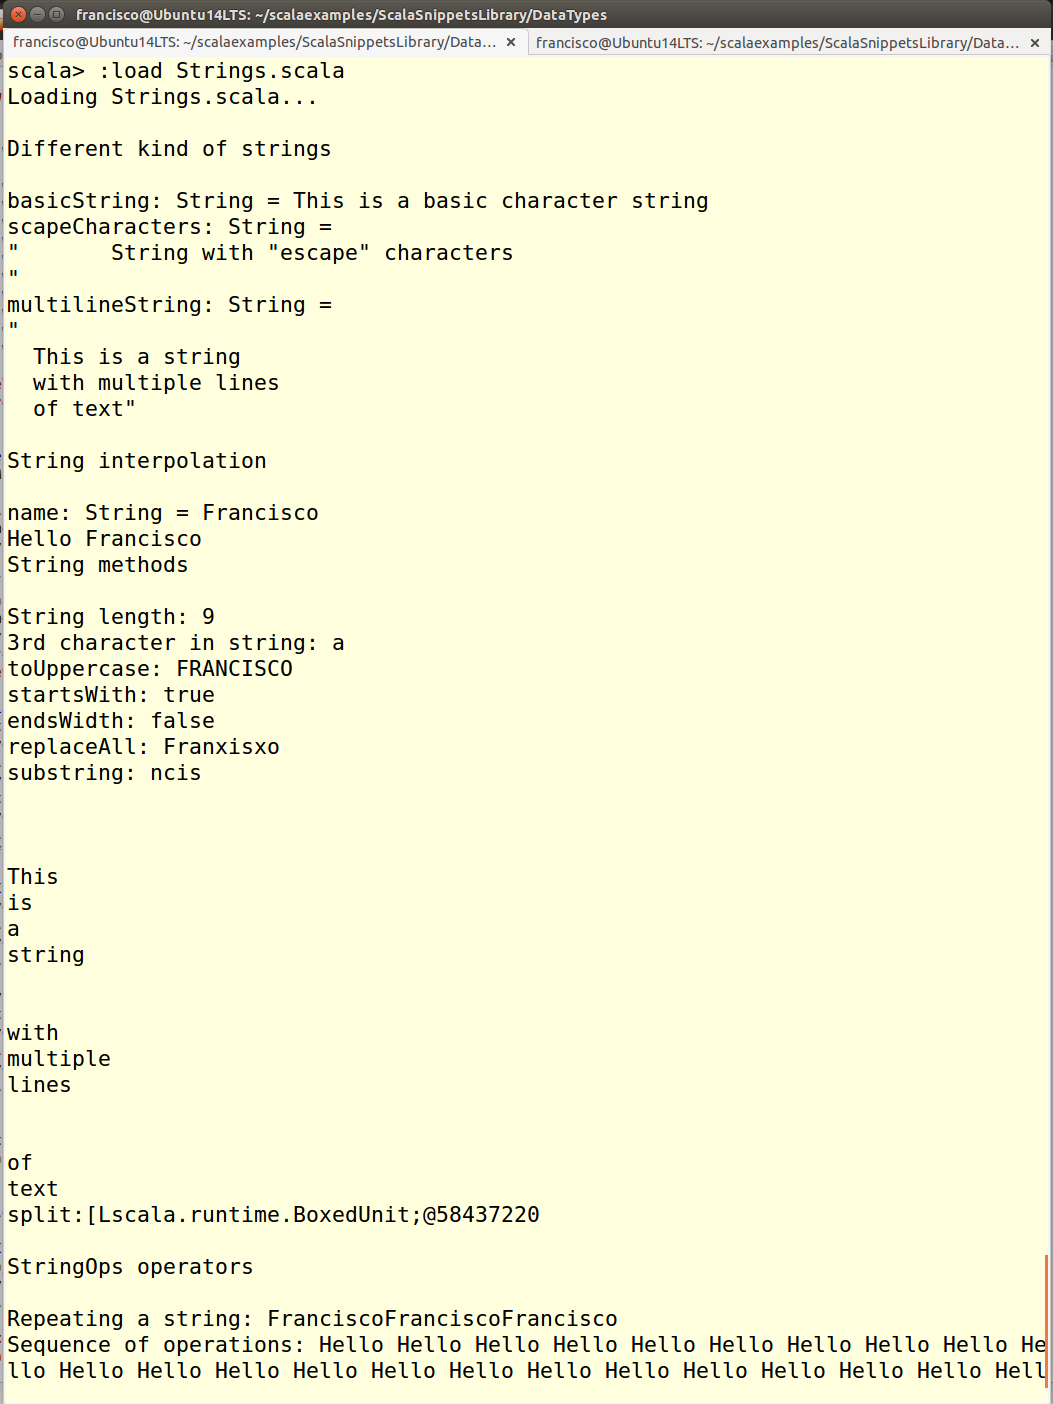 francisco@Ubuntu14LTS: ~/scalaexamples/ScalaSnippetsLibrary/DataTypes
francisco@Ubuntu14LTS: ~/scalaexamples/ScalaSnippetsLibrary/Data... × francisco@Ubuntu14LTS: ~/scalaexamples/ScalaSnippetsLibrary/Data... ×
scala> :load Strings.scala
Loading Strings.scala...
Different kind of strings
basicString: String = This is a basic character string
scapeCharacters: String =
"       String with "escape" characters
"
multilineString: String =
"
  This is a string
  with multiple lines
  of text"
String interpolation
name: String = Francisco
Hello Francisco
String methods
String length: 9
3rd character in string: a
toUppercase: FRANCISCO
startsWith: true
endsWidth: false
replaceAll: Franxisxo
substring: ncis
This
is
a
string
with
multiple
lines
of
text
split:[Lscala.runtime.BoxedUnit;@58437220
StringOps operators
Repeating a string: FranciscoFranciscoFrancisco
Sequence of operations: Hello Hello Hello Hello Hello Hello Hello Hello Hello He
llo Hello Hello Hello Hello Hello Hello Hello Hello Hello Hello Hello Hello Hell